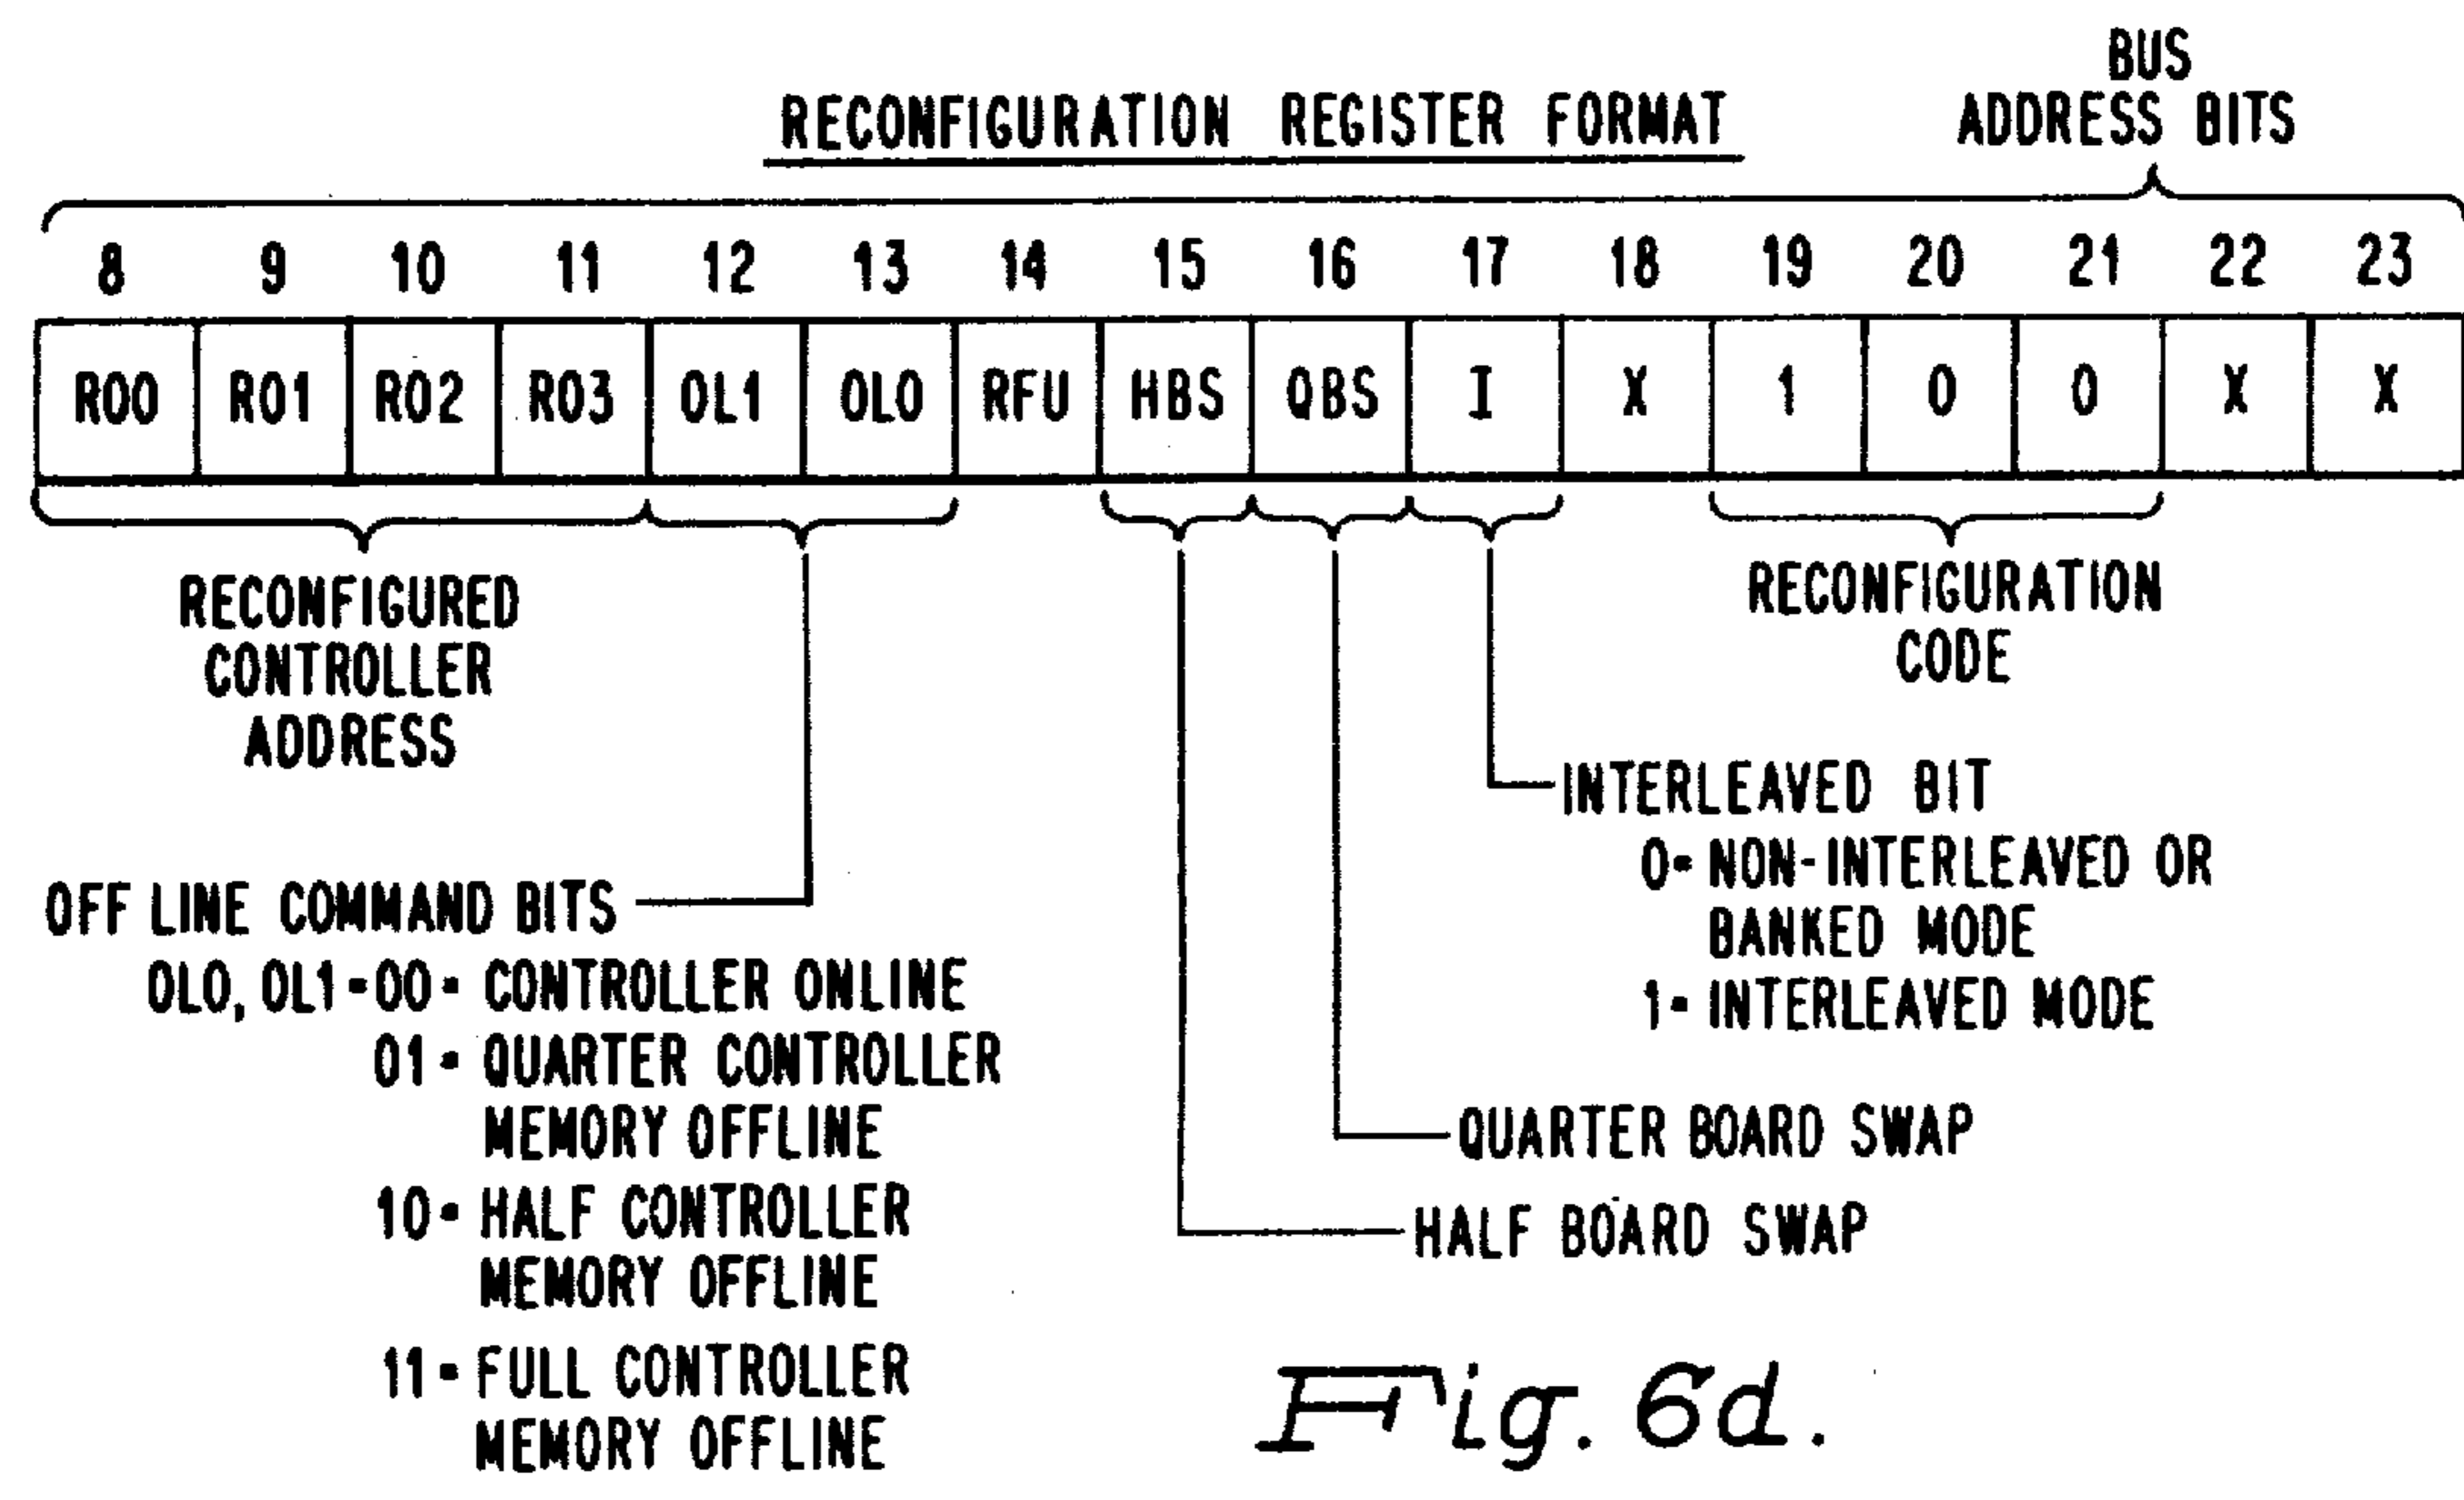 BUS
ADDRESS BITS
RECONFIGURATION REGISTER FORMAT
8 9 10 11 12 13 14 15 16 17 18 19 20 21 22 23
RO0 RO1 RO2 RO3 OL1 OL0 RFU HBS QBS I X 1 0 0 X X
RECONFIGURED
CONTROLLER
ADDRESS
RECONFIGURATION
CODE
OFF LINE COMMAND BITS
OL0, OL1=00= CONTROLLER ONLINE
01= QUARTER CONTROLLER
MEMORY OFFLINE
10= HALF CONTROLLER
MEMORY OFFLINE
11= FULL CONTROLLER
MEMORY OFFLINE
INTERLEAVED BIT
0= NON-INTERLEAVED OR
BANKED MODE
1= INTERLEAVED MODE
QUARTER BOARD SWAP
HALF BOARD SWAP
Fig. 6d.